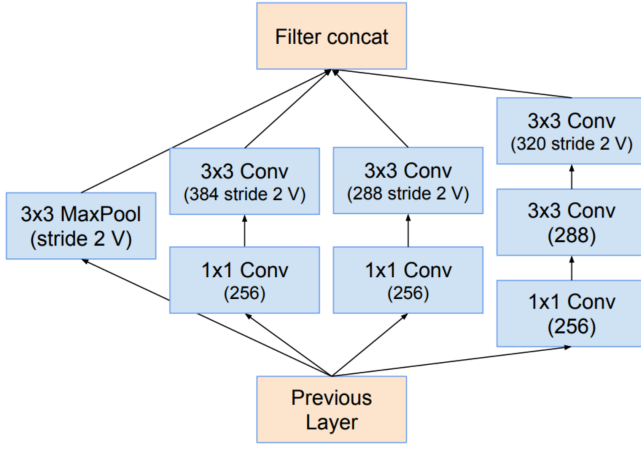 Filter concat
3x3 Conv
(320 stride 2 V)
3x3 Conv
(384 stride 2 V)
3x3 Conv
(288 stride 2 V)
3x3 MaxPool
(stride 2 V)
3x3 Conv
(288)
1x1 Conv
(256)
1x1 Conv
(256)
1x1 Conv
(256)
Previous
Layer